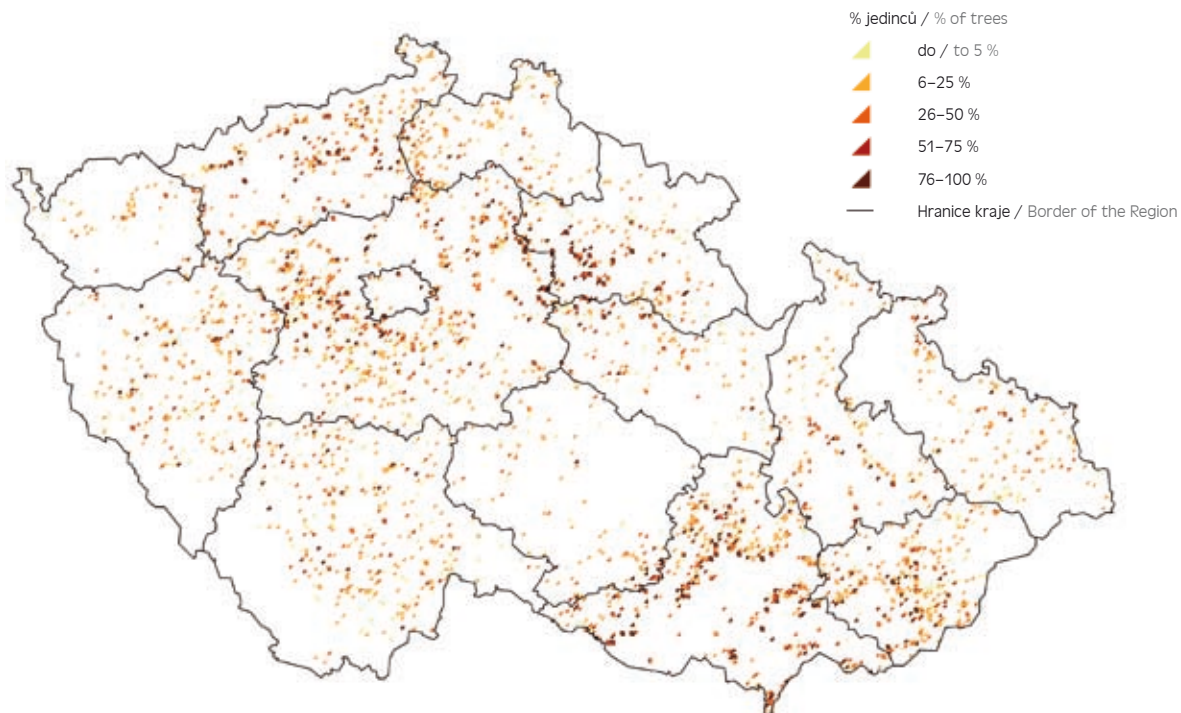 % jedinců / % of trees
do / to 5 %
6–25 %
26–50 %
51–75 %
76–100 %
Hranice kraje / Border of the Region